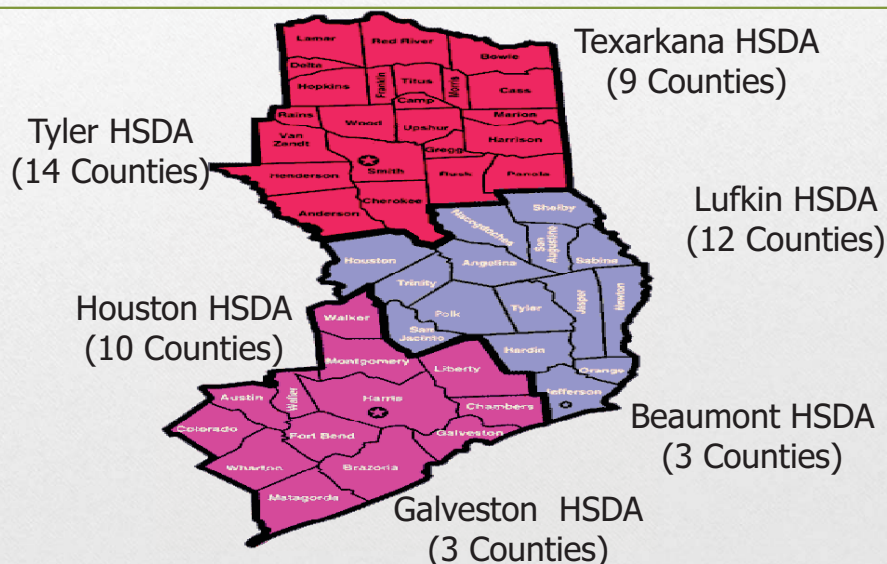 Texarkana HSDA
(9 Counties)
Tyler HSDA
(14 Counties)
Lufkin HSDA
(12 Counties)
Houston HSDA
(10 Counties)
Beaumont HSDA
(3 Counties)
Galveston HSDA
(3 Counties)
Lamar
Red River
Bowie
Delta
Hopkins
Franklin
Titus
Morris
Camp
Cass
Rains
Wood
Upshur
Marion
Van
Zandt
Gregg
Harrison
Smith
Henderson
Rusk
Panola
Cherokee
Anderson
Shelby
Nacogdoches
San
Augustine
Houston
Angelina
Sabine
Trinity
Polk
Tyler
Jasper
Newton
San
Jacinto
Hardin
Orange
Jefferson
Walker
Montgomery
Liberty
Austin
Waller
Harris
Chambers
Colorado
Fort Bend
Galveston
Wharton
Brazoria
Matagorda